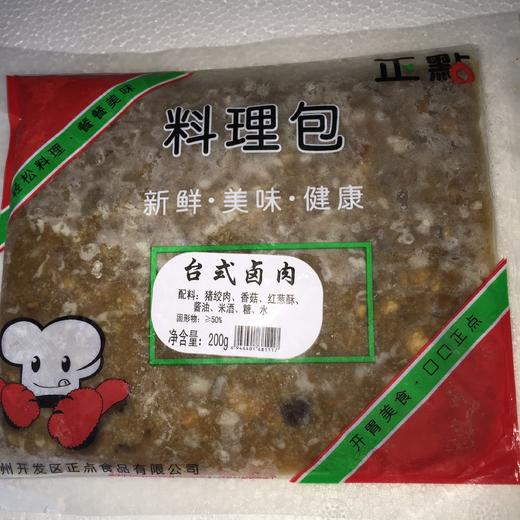 正點
料理包
新鲜·美味·健康
轻松料理·餐餐美味
台式卤肉
配料：猪绞肉、香菇、红葱酥、
酱油、米酒、糖、水
固形物：≥50%
净含量：200g
开胃美食·口口正点
州开发区正点食品有限公司